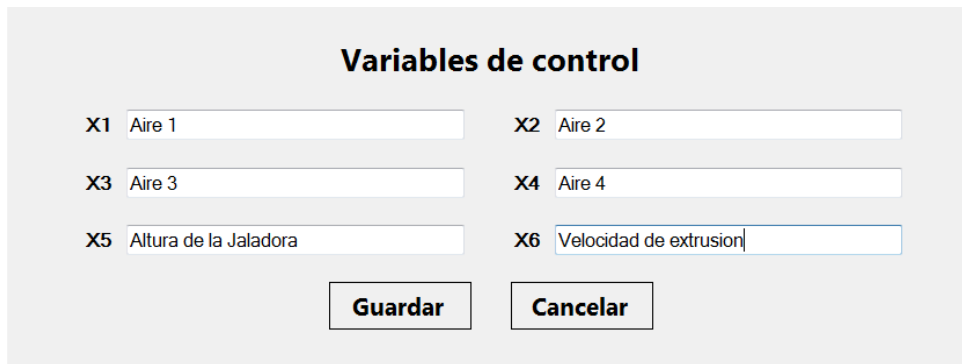 Variables de control
X1 Aire 1 X2 Aire 2
X3 Aire 3 X4 Aire 4
X5 Altura de la Jaladora X6 Velocidad de extrusion
Guardar Cancelar